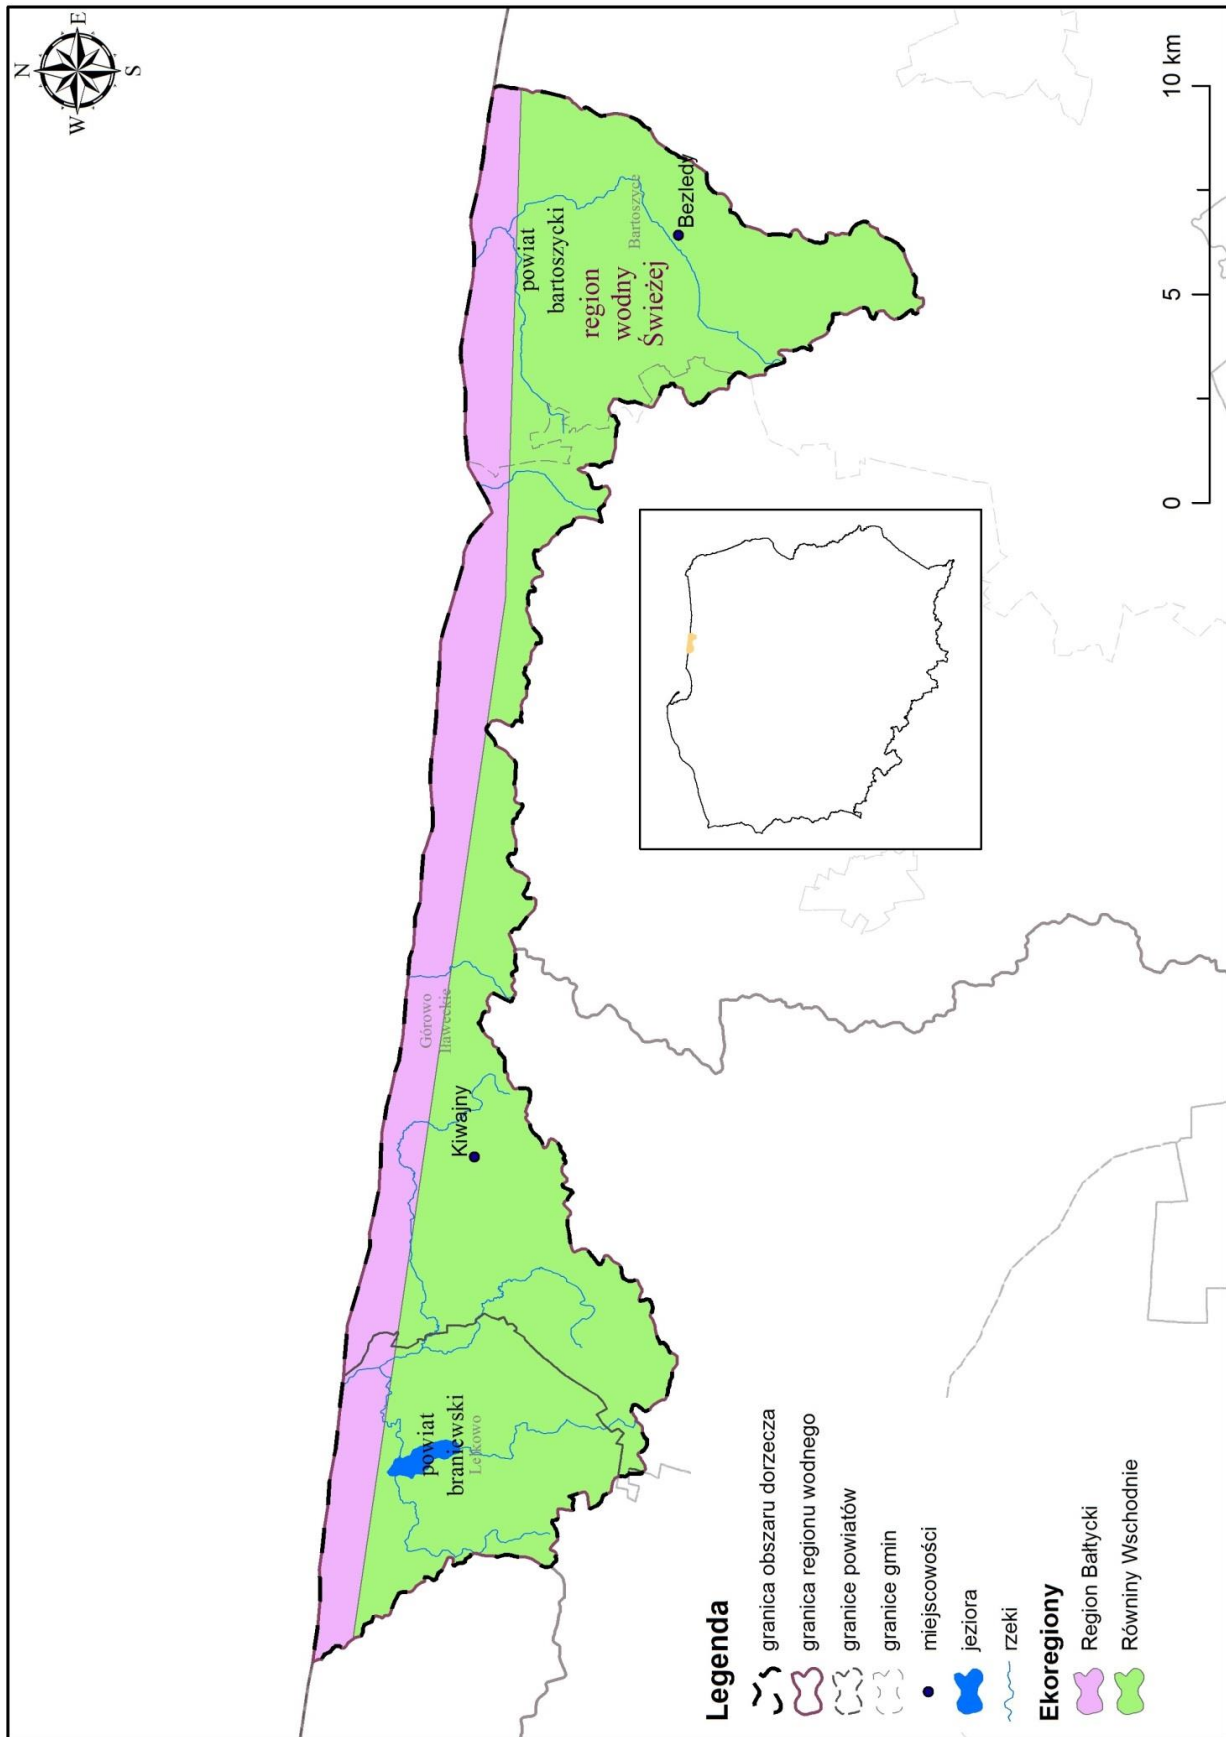 N
E
W
S
powiat
bartoszycki
region
wodny
Świeżej
Bartoszyce
Bezledy
Górowo
Iławeckie
Kiwajny
powiat
braniewski
Lelkowo
0
5
10 km
Legenda
granica obszaru dorzecza
granica regionu wodnego
granice powiatów
granice gmin
miejscowości
jeziora
rzeki
Ekoregiony
Region Bałtycki
Równiny Wschodnie